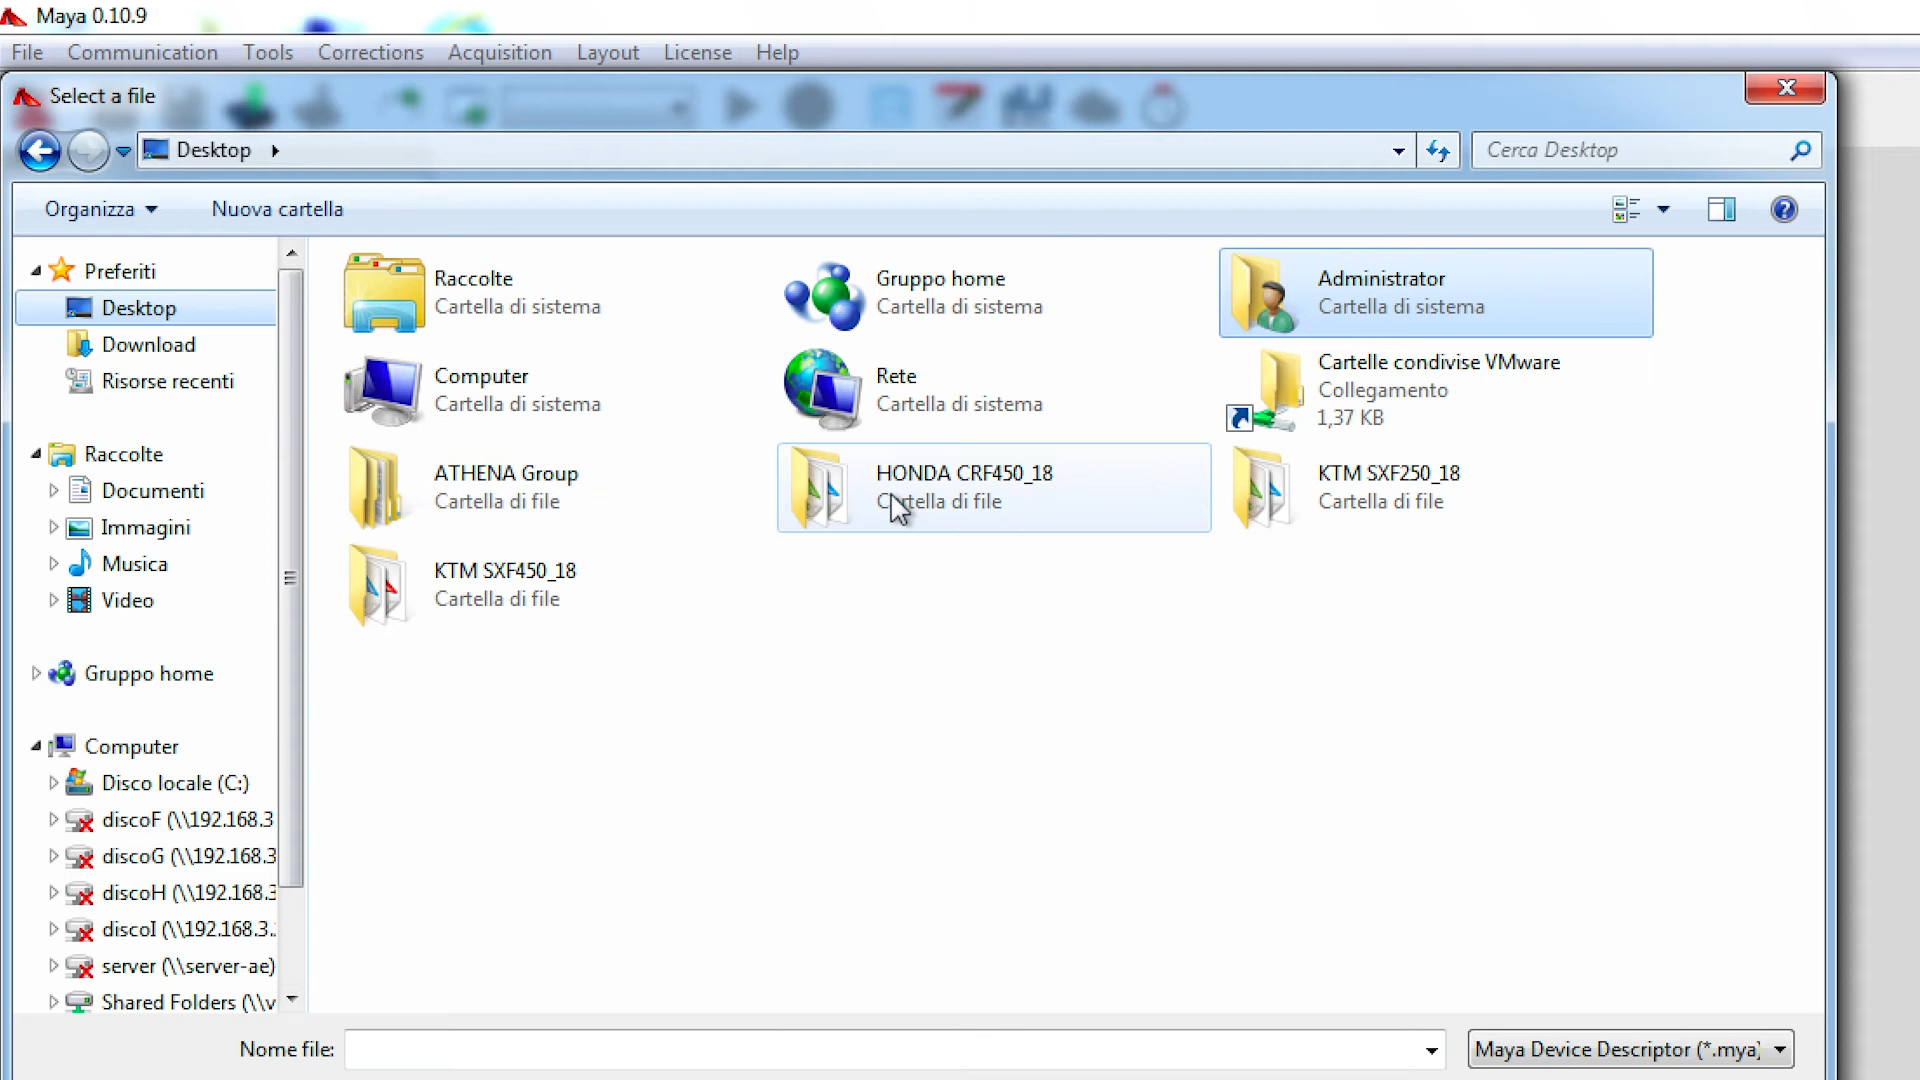 Maya 0.10.9
File Communication Tools Corrections Acquisition Layout License Help
Select a file
Desktop
Cerca Desktop
Organizza Nuova cartella
Preferiti
Desktop
Download
Risorse recenti
Raccolte
Documenti
Immagini
Musica
Video
Gruppo home
Computer
Disco locale (C:)
discoF (\\192.168.3
discoG (\\192.168.3
discoH (\\192.168.3
discoI (\\192.168.3.
server (\\server-ae)
Shared Folders (\\v
Raccolte
Cartella di sistema
Gruppo home
Cartella di sistema
Administrator
Cartella di sistema
Computer
Cartella di sistema
Rete
Cartella di sistema
Cartelle condivise VMware
Collegamento
1,37 KB
ATHENA Group
Cartella di file
HONDA CRF450_18
Cartella di file
KTM SXF250_18
Cartella di file
KTM SXF450_18
Cartella di file
Nome file:
Maya Device Descriptor (*.mya)